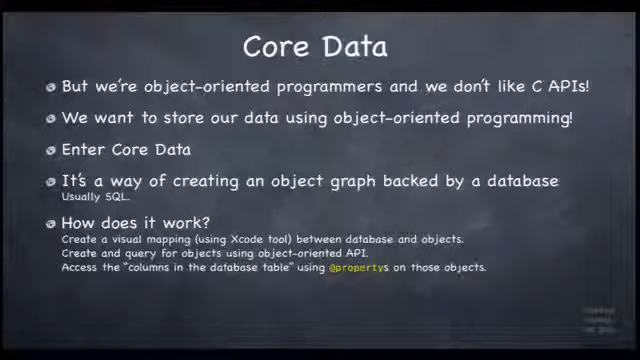 Core Data
But we're object-oriented programmers and we don't like C APIs!
We want to store our data using object-oriented programming!
Enter Core Data
It's a way of creating an object graph backed by a database
Usually SQL.
How does it work?
Create a visual mapping (using Xcode tool) between database and objects.
Create and query for objects using object-oriented API.
Access the "columns in the database table" using @propertys on those objects.